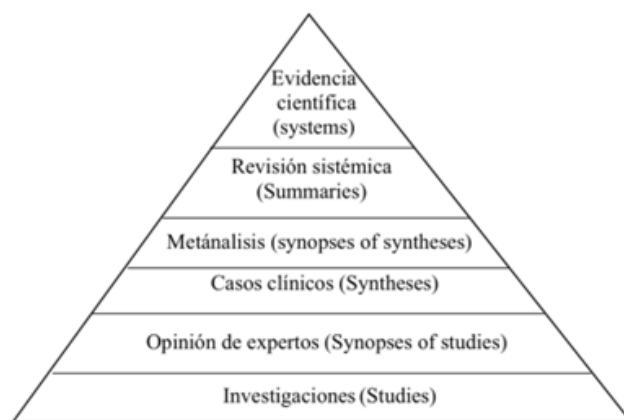 Evidencia
científica
(systems)
Revisión sistémica
(Summaries)
Metánalisis (synopses of syntheses)
Casos clínicos (Syntheses)
Opinión de expertos (Synopses of studies)
Investigaciones (Studies)